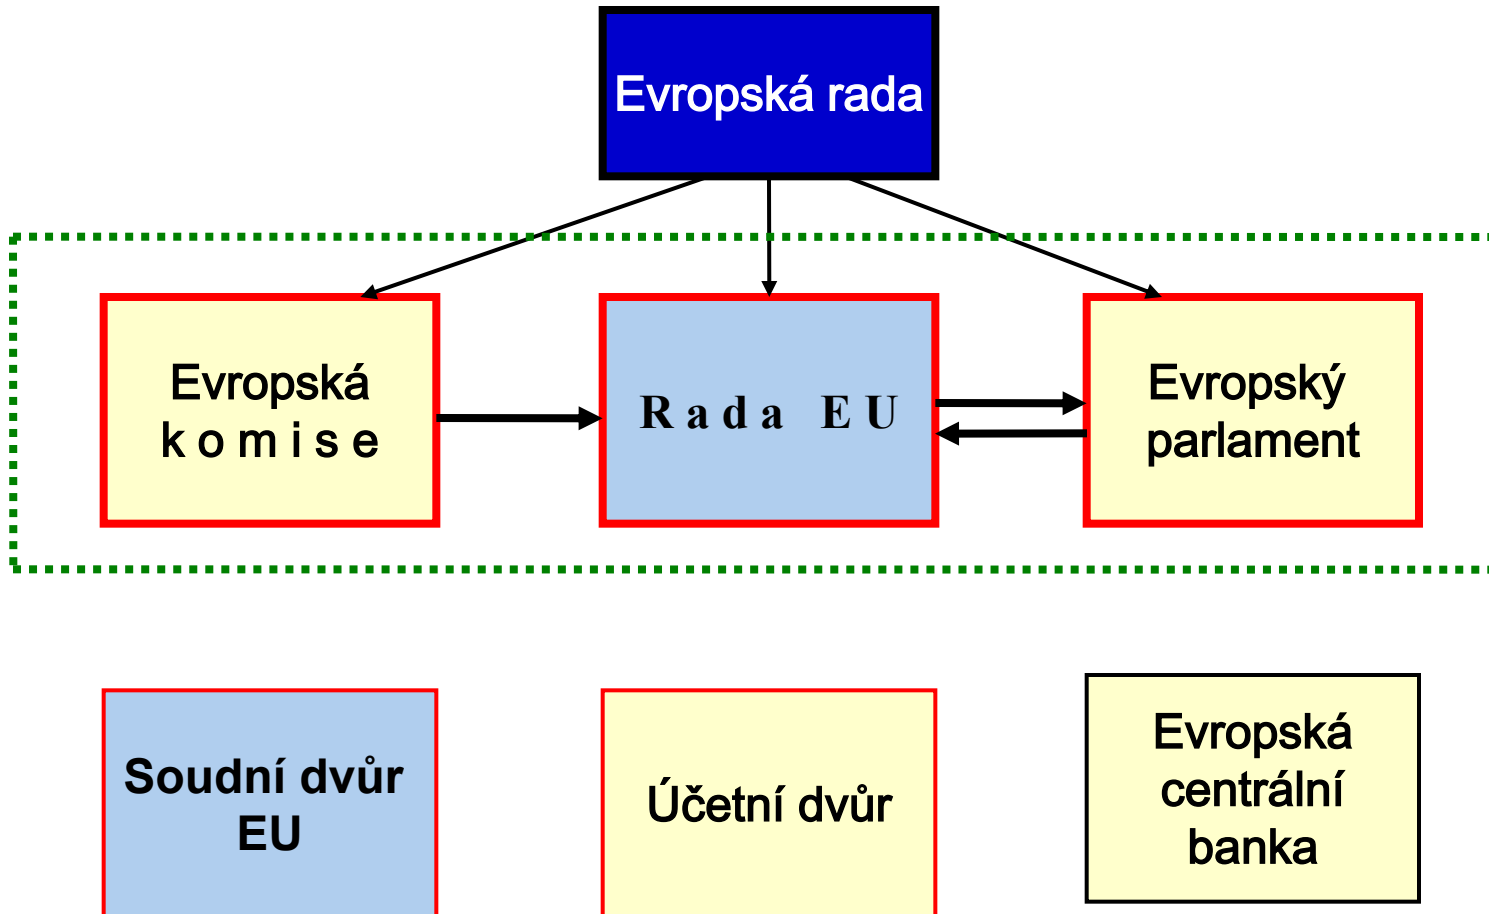 Evropská rada
Evropská
k o m i s e
R a d a E U
Evropský
parlament
Soudní dvůr
EU
Účetní dvůr
Evropská
centrální
banka